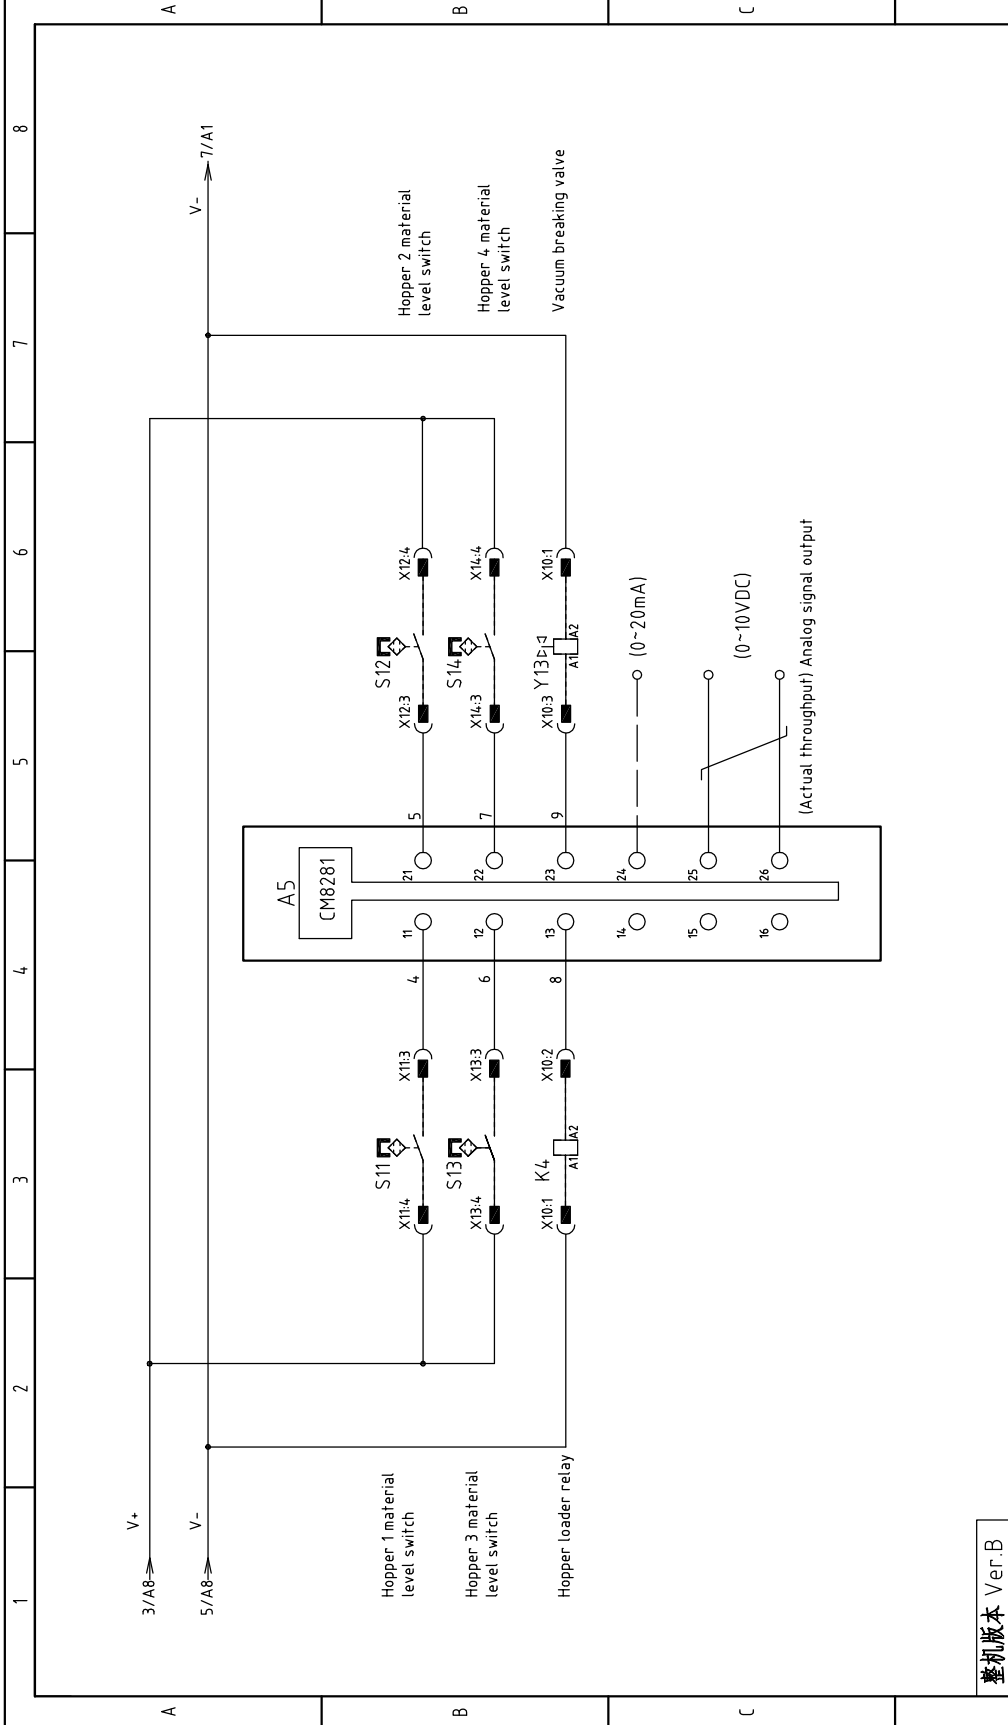 1
2
3
4
5
6
7
8
A
B
C
A
B
C
3/A8
V+
5/A8
V-
V-
7/A1
A5
CM8281
Hopper 1 material
level switch
S11
X11:4
X11:3
4
11
21
5
S12
X12:3
X12:4
Hopper 2 material
level switch
Hopper 3 material
level switch
S13
X13:4
X13:3
6
12
22
7
S14
X14:3
X14:4
Hopper 4 material
level switch
Hopper loader relay
K4
X10:1
A1
A2
X10:2
8
13
23
9
Y13
X10:3
A1
A2
X10:1
Vacuum breaking valve
14
24
(0~20mA)
15
25
(0~10VDC)
16
26
(Actual throughput) Analog signal output
整机版本 Ver.B